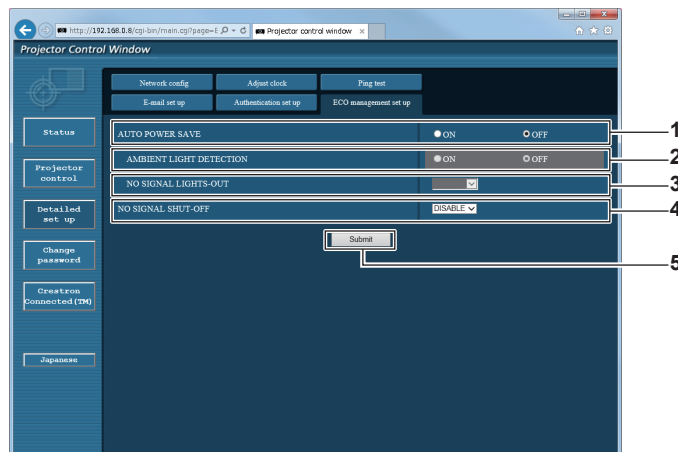 http://192.168.0.8/cgi-bin/main.cgi?page=E
Projector control window
Projector Control Window
Network config
Adjust clock
Ping test
E-mail set up
Authentication set up
ECO management set up
Status
Projector control
Detailed set up
Change password
Crestron Connected(TM)
Japanese
AUTO POWER SAVE
ON
OFF
1
AMBIENT LIGHT DETECTION
ON
OFF
2
NO SIGNAL LIGHTS-OUT
3
NO SIGNAL SHUT-OFF
DISABLE
4
Submit
5